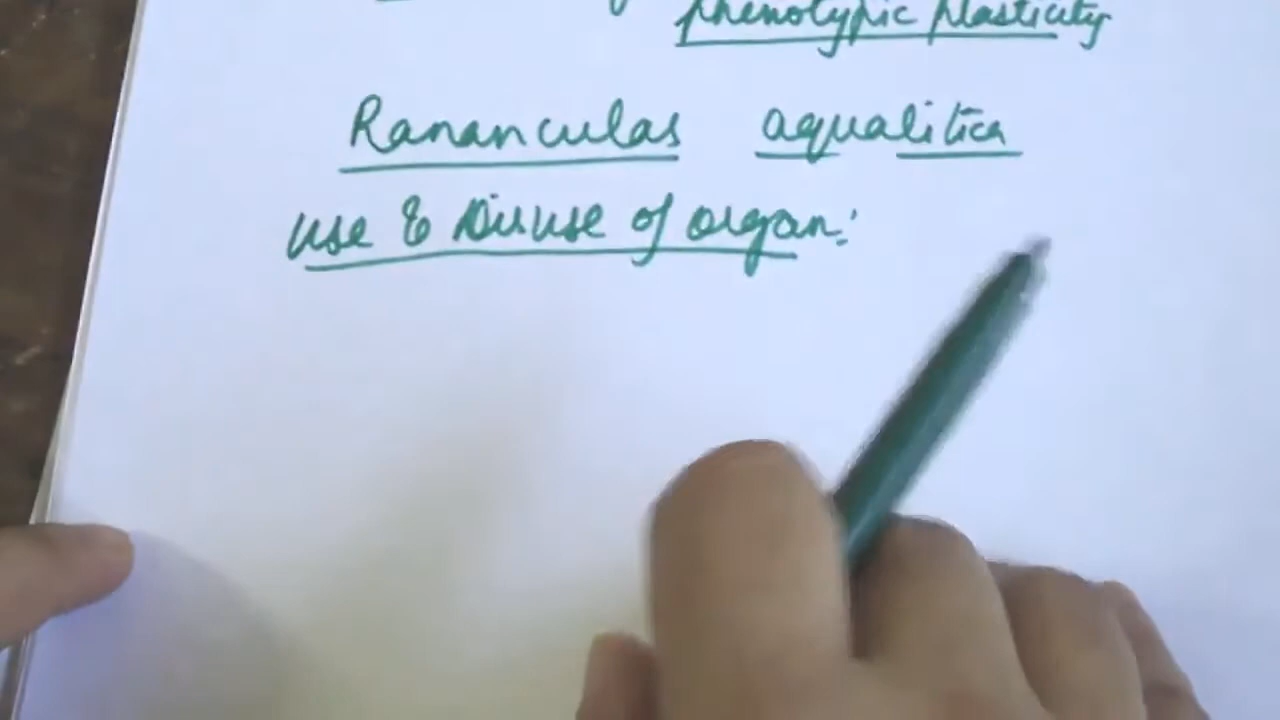 phenotypic plasticity
Rananculas aqualitica
Use & Disuse of organ: